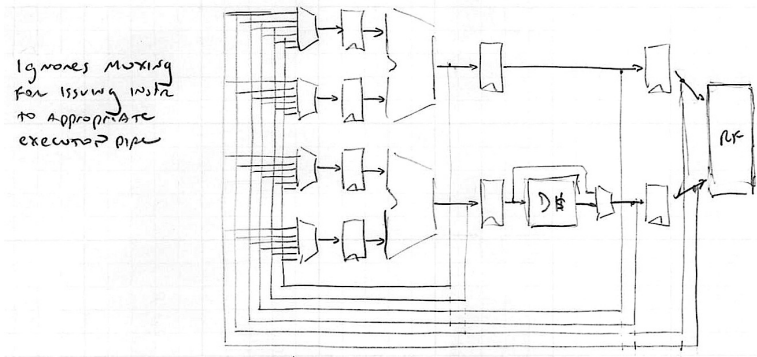 Ignores muxing
for issuing instr
to appropriate
execution pipe
D$
RF